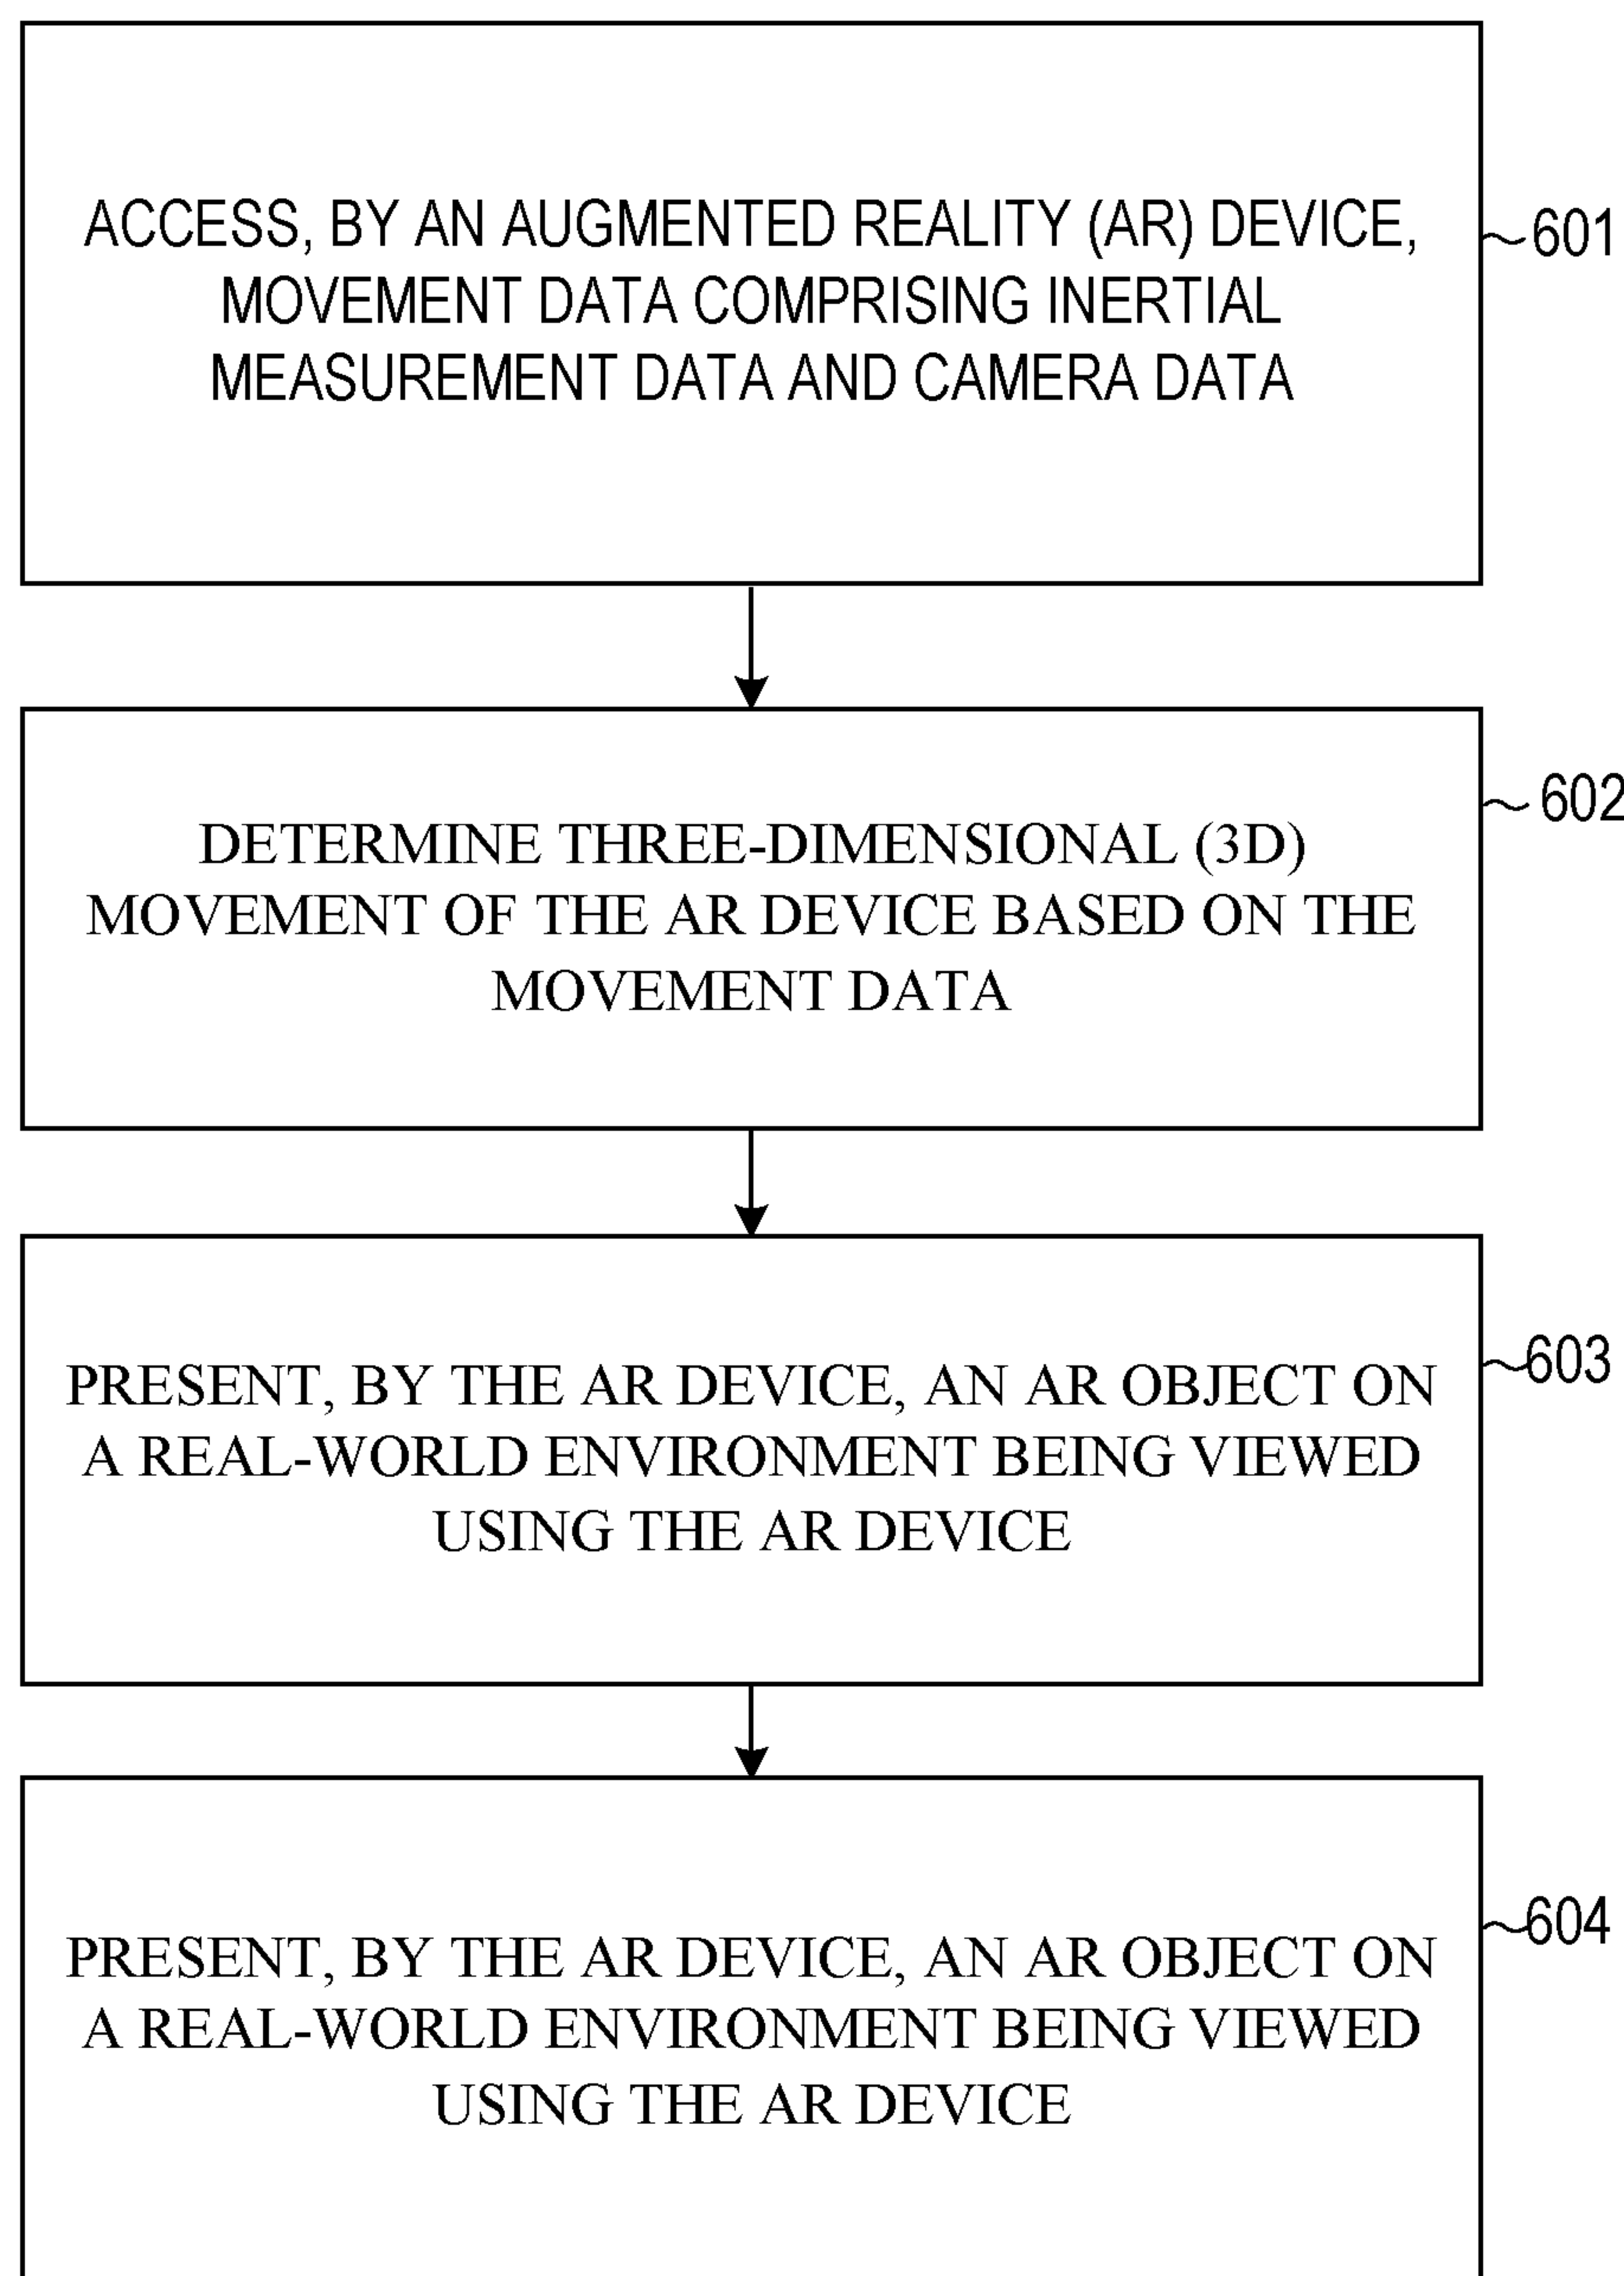 ACCESS, BY AN AUGMENTED REALITY (AR) DEVICE,
MOVEMENT DATA COMPRISING INERTIAL
MEASUREMENT DATA AND CAMERA DATA
601
DETERMINE THREE-DIMENSIONAL (3D)
MOVEMENT OF THE AR DEVICE BASED ON THE
MOVEMENT DATA
602
PRESENT, BY THE AR DEVICE, AN AR OBJECT ON
A REAL-WORLD ENVIRONMENT BEING VIEWED
USING THE AR DEVICE
603
PRESENT, BY THE AR DEVICE, AN AR OBJECT ON
A REAL-WORLD ENVIRONMENT BEING VIEWED
USING THE AR DEVICE
604